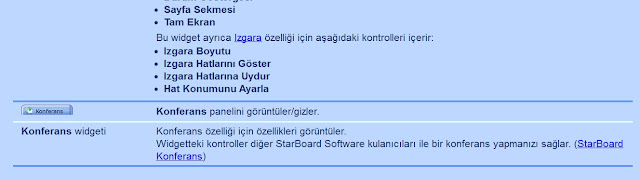 Sayfa Sekmesi
Tam Ekran
Bu widget ayrıca Izgara özelliği için aşağıdaki kontrolleri içerir:
Izgara Boyutu
Izgara Hatlarını Göster
Izgara Hatlarına Uydur
Hat Konumunu Ayarla
Konferans Konferans panelini görüntüler/gizler.
Konferans widgeti Konferans özelliği için özellikleri görüntüler.
Widgetteki kontroller diğer StarBoard Software kulanıcıları ile bir konferans yapmanızı sağlar. (StarBoard
Konferans)